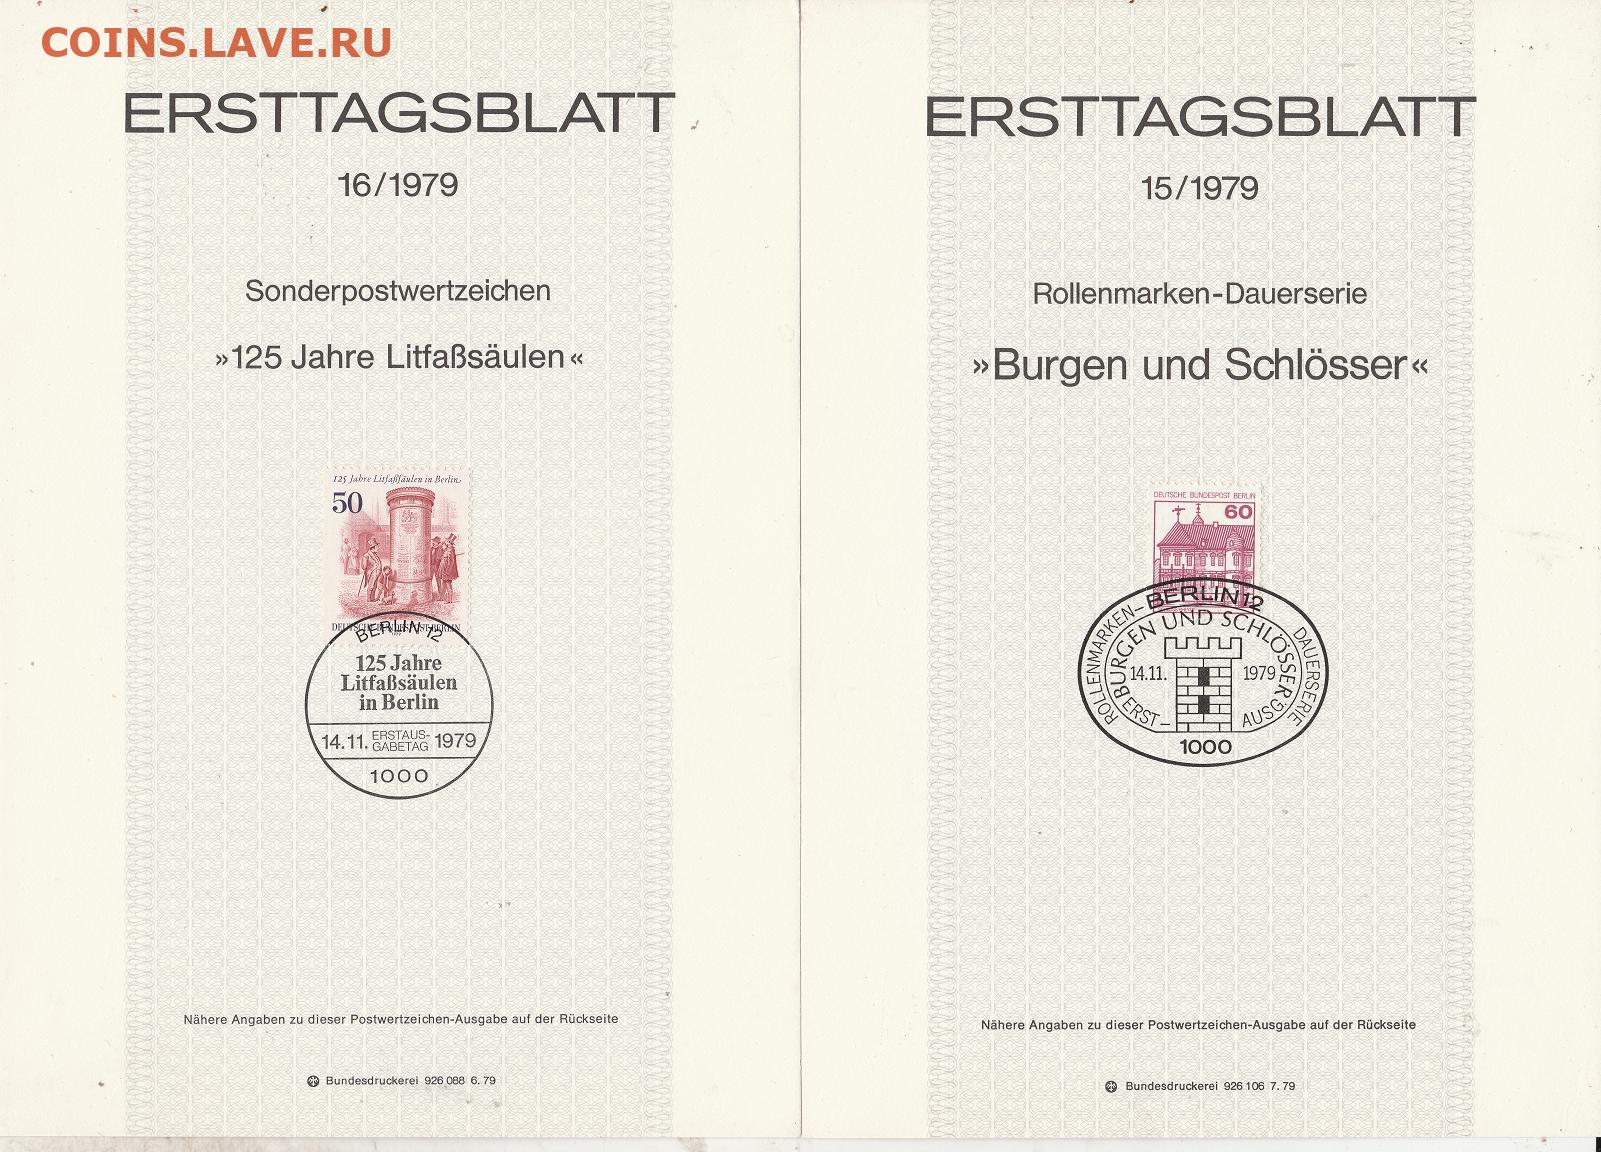 COINS.LAVE.RU
ERSTTAGSBLATT
16/1979
Sonderpostwertzeichen
»125 Jahre Litfaßsäulen«
125 Jahre Litfaßsäulen in Berlin
50
DEUTSCHE BUNDESPOST BERLIN
BERLIN 12
125 Jahre
Litfaßsäulen
in Berlin
14.11. ERSTAUS-
GABETAG 1979
1000
Nähere Angaben zu dieser Postwertzeichen-Ausgabe auf der Rückseite
Bundesdruckerei 926 088 6.79
ERSTTAGSBLATT
15/1979
Rollenmarken-Dauerserie
»Burgen und Schlösser«
DEUTSCHE BUNDESPOST BERLIN
60
BERLIN 12
ROLLENMARKEN- DAUERSERIE
BURGEN UND SCHLÖSSER
14.11. 1979
ERST- AUSG.
1000
Nähere Angaben zu dieser Postwertzeichen-Ausgabe auf der Rückseite
Bundesdruckerei 926 106 7.79